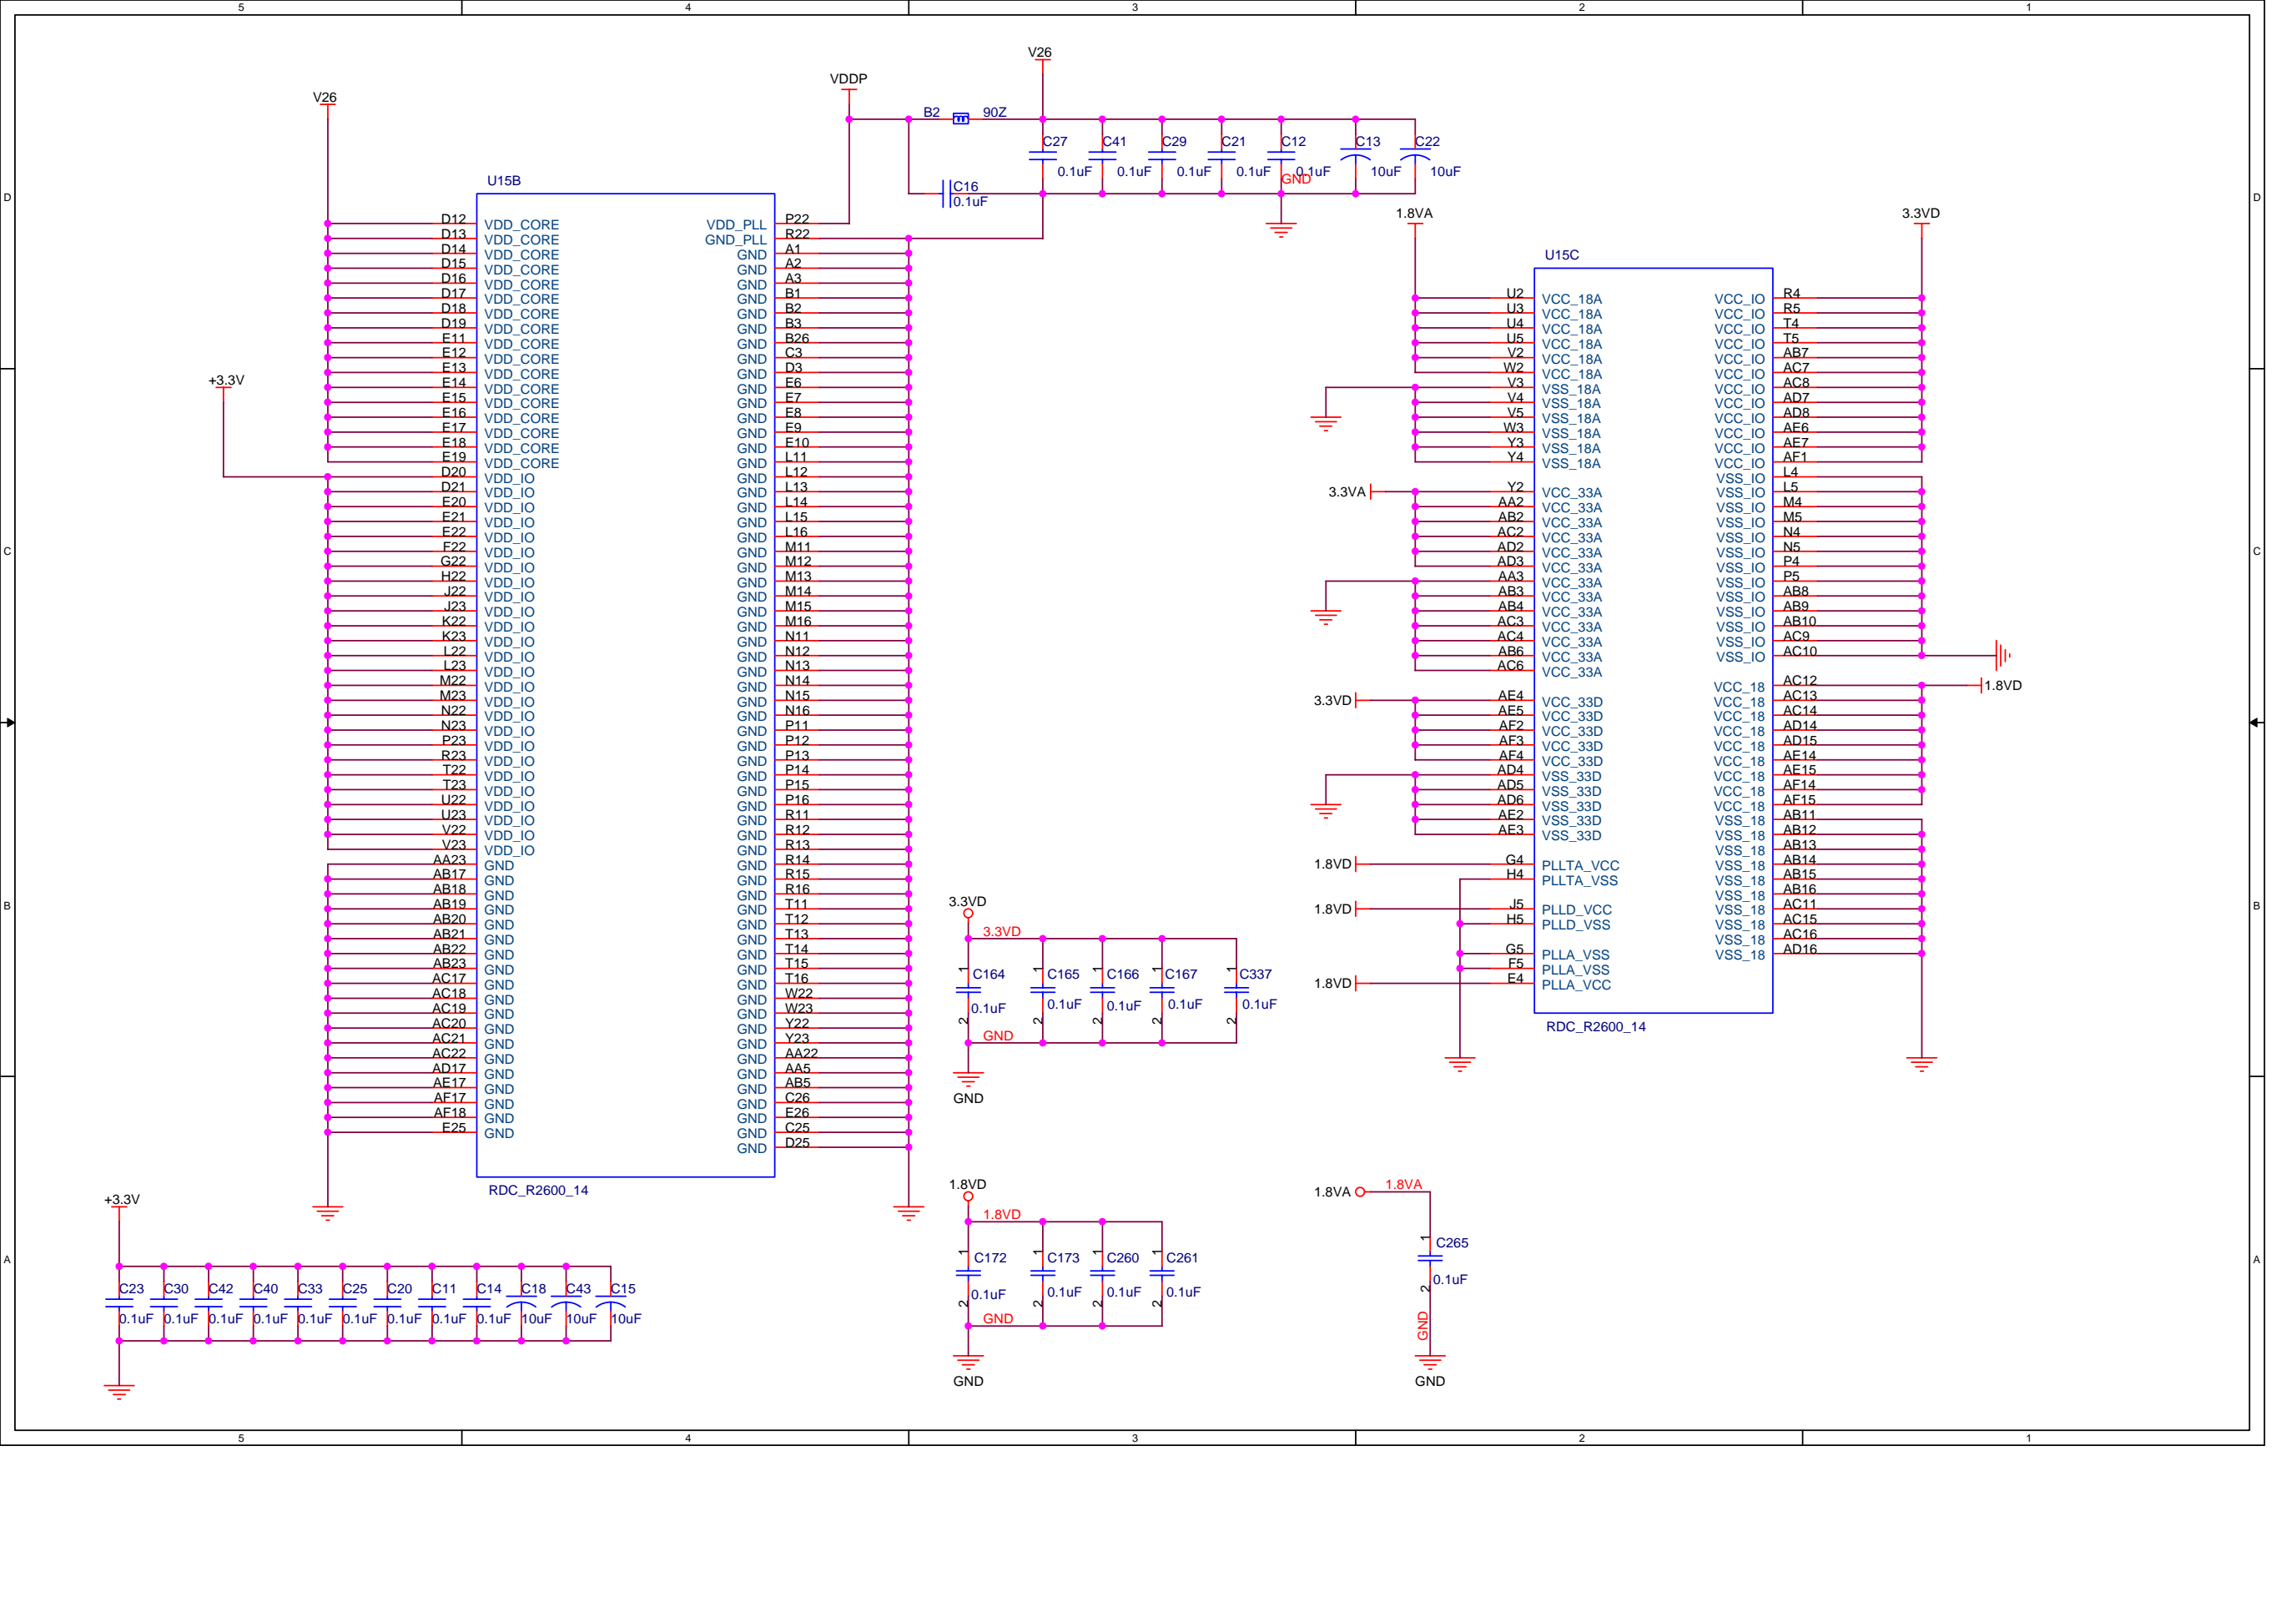 5 4 3 2 1
V26
VDDP
V26
B2 90Z
C27 C41 C29 C21 C12 C13 C22
0.1uF 0.1uF 0.1uF 0.1uF 0.1uF 10uF 10uF
GND
C16
0.1uF
D D
1.8VA
3.3VD
+3.3V
U15B
D12 VDD_CORE VDD_PLL P22
D13 VDD_CORE GND_PLL R22
D14 VDD_CORE GND A1
D15 VDD_CORE GND A2
D16 VDD_CORE GND A3
D17 VDD_CORE GND B1
D18 VDD_CORE GND B2
D19 VDD_CORE GND B3
E11 VDD_CORE GND B26
E12 VDD_CORE GND C3
E13 VDD_CORE GND D3
E14 VDD_CORE GND E6
E15 VDD_CORE GND E7
E16 VDD_CORE GND E8
E17 VDD_CORE GND E9
E18 VDD_CORE GND E10
E19 VDD_CORE GND L11
D20 VDD_IO GND L12
D21 VDD_IO GND L13
E20 VDD_IO GND L14
E21 VDD_IO GND L15
E22 VDD_IO GND L16
F22 VDD_IO GND M11
G22 VDD_IO GND M12
H22 VDD_IO GND M13
J22 VDD_IO GND M14
J23 VDD_IO GND M15
K22 VDD_IO GND M16
K23 VDD_IO GND N11
L22 VDD_IO GND N12
L23 VDD_IO GND N13
M22 VDD_IO GND N14
M23 VDD_IO GND N15
N22 VDD_IO GND N16
N23 VDD_IO GND P11
P23 VDD_IO GND P12
R23 VDD_IO GND P13
T22 VDD_IO GND P14
T23 VDD_IO GND P15
U22 VDD_IO GND P16
U23 VDD_IO GND R11
V22 VDD_IO GND R12
V23 VDD_IO GND R13
AA23 GND GND R14
AB17 GND GND R15
AB18 GND GND R16
AB19 GND GND T11
AB20 GND GND T12
AB21 GND GND T13
AB22 GND GND T14
AB23 GND GND T15
AC17 GND GND T16
AC18 GND GND W22
AC19 GND GND W23
AC20 GND GND Y22
AC21 GND GND Y23
AC22 GND GND AA22
AD17 GND GND AA5
AE17 GND GND AB5
AF17 GND GND C26
AF18 GND GND E26
E25 GND GND C25
GND D25
RDC_R2600_14
U15C
U2 VCC_18A VCC_IO R4
U3 VCC_18A VCC_IO R5
U4 VCC_18A VCC_IO T4
U5 VCC_18A VCC_IO T5
V2 VCC_18A VCC_IO AB7
W2 VCC_18A VCC_IO AC7
V3 VSS_18A VCC_IO AC8
V4 VSS_18A VCC_IO AD7
V5 VSS_18A VCC_IO AD8
W3 VSS_18A VCC_IO AE6
Y3 VSS_18A VCC_IO AE7
Y4 VSS_18A VCC_IO AF1
VSS_IO L4
3.3VA Y2 VCC_33A VSS_IO L5
AA2 VCC_33A VSS_IO M4
AB2 VCC_33A VSS_IO M5
AC2 VCC_33A VSS_IO N4
AD2 VCC_33A VSS_IO N5
AD3 VCC_33A VSS_IO P4
AA3 VCC_33A VSS_IO P5
AB3 VCC_33A VSS_IO AB8
AB4 VCC_33A VSS_IO AB9
AC3 VCC_33A VSS_IO AB10
AC4 VCC_33A VSS_IO AC9
AB6 VCC_33A VSS_IO AC10
AC6 VCC_33A
VCC_18 AC12 1.8VD
3.3VD AE4 VCC_33D VCC_18 AC13
AE5 VCC_33D VCC_18 AC14
AF2 VCC_33D VCC_18 AD14
AF3 VCC_33D VCC_18 AD15
AF4 VCC_33D VCC_18 AE14
AD4 VSS_33D VCC_18 AE15
AD5 VSS_33D VCC_18 AF14
AD6 VSS_33D VCC_18 AF15
AE2 VSS_33D VSS_18 AB11
AE3 VSS_33D VSS_18 AB12
VSS_18 AB13
1.8VD G4 PLLTA_VCC VSS_18 AB14
H4 PLLTA_VSS VSS_18 AB15
VSS_18 AB16
1.8VD J5 PLLD_VCC VSS_18 AC11
H5 PLLD_VSS VSS_18 AC15
VSS_18 AC16
G5 PLLA_VSS VSS_18 AD16
F5 PLLA_VSS
1.8VD E4 PLLA_VCC
RDC_R2600_14
C C
B B
3.3VD
3.3VD
1 1 1 1 1
C164 C165 C166 C167 C337
0.1uF 0.1uF 0.1uF 0.1uF 0.1uF
2 2 2 2 2
GND
GND
1.8VD
1.8VD
1 1 1 1
C172 C173 C260 C261
0.1uF 0.1uF 0.1uF 0.1uF
2 2 2 2
GND
GND
1.8VA 1.8VA
1
C265
0.1uF
2
GND
GND
A A
+3.3V
C23 C30 C42 C40 C33 C25 C20 C11 C14 C18 C43 C15
0.1uF 0.1uF 0.1uF 0.1uF 0.1uF 0.1uF 0.1uF 0.1uF 0.1uF 10uF 10uF 10uF
5 4 3 2 1